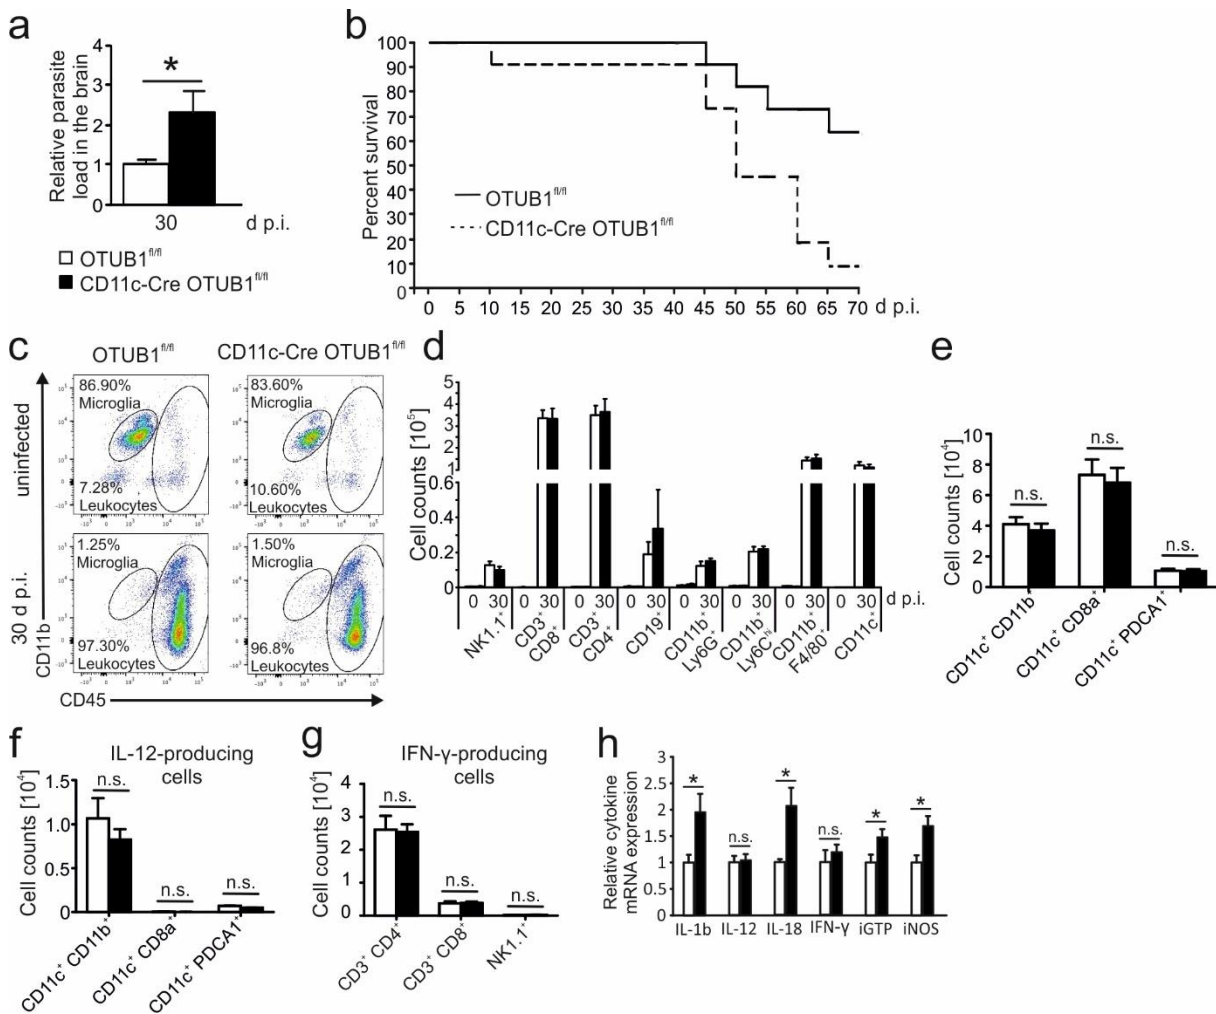 a
Relative parasite
load in the brain
4
3
2
1
0
*
30
d p.i.
OTUB1fl/fl
CD11c-Cre OTUB1fl/fl
b
Percent survival
100
90
80
70
60
50
40
30
20
10
0
OTUB1fl/fl
CD11c-Cre OTUB1fl/fl
0 5 10 15 20 25 30 35 40 45 50 55 60 65 70 d p.i.
c
OTUB1fl/fl
CD11c-Cre OTUB1fl/fl
uninfected
86.90%
Microglia
7.28%
Leukocytes
83.60%
Microglia
10.60%
Leukocytes
30 d p.i.
1.25%
Microglia
97.30%
Leukocytes
1.50%
Microglia
96.8%
Leukocytes
CD11b
CD45
d
Cell counts [10⁵]
5
4
3
2
1
0.6
0.4
0.2
0
0 30 0 30 0 30 0 30 0 30 0 30 0 30 0 30 d p.i.
NK1.1⁺
CD3⁺
CD8⁺
CD3⁺
CD4⁺
CD19⁺
CD11b⁺
Ly6G⁺
CD11b⁺
Ly6Chi
CD11b⁺
F4/80⁺
CD11c⁺
e
Cell counts [10⁴]
10
8
6
4
2
0
n.s.
n.s.
n.s.
CD11c⁺ CD11b⁺
CD11c⁺ CD8a⁺
CD11c⁺ PDCA1⁺
f
IL-12-producing
cells
Cell counts [10⁴]
1.5
1.0
0.5
0
n.s.
n.s.
n.s.
CD11c⁺ CD11b⁺
CD11c⁺ CD8a⁺
CD11c⁺ PDCA1⁺
g
IFN-γ-producing
cells
Cell counts [10⁴]
4
3
2
1
0
n.s.
n.s.
n.s.
CD3⁺ CD4⁺
CD3⁺ CD8⁺
NK1.1⁺
h
Relative cytokine
mRNA expression
3
2.5
2
1.5
1
0.5
0
*
n.s.
*
n.s.
*
*
IL-1b IL-12 IL-18 IFN-γ iGTP iNOS